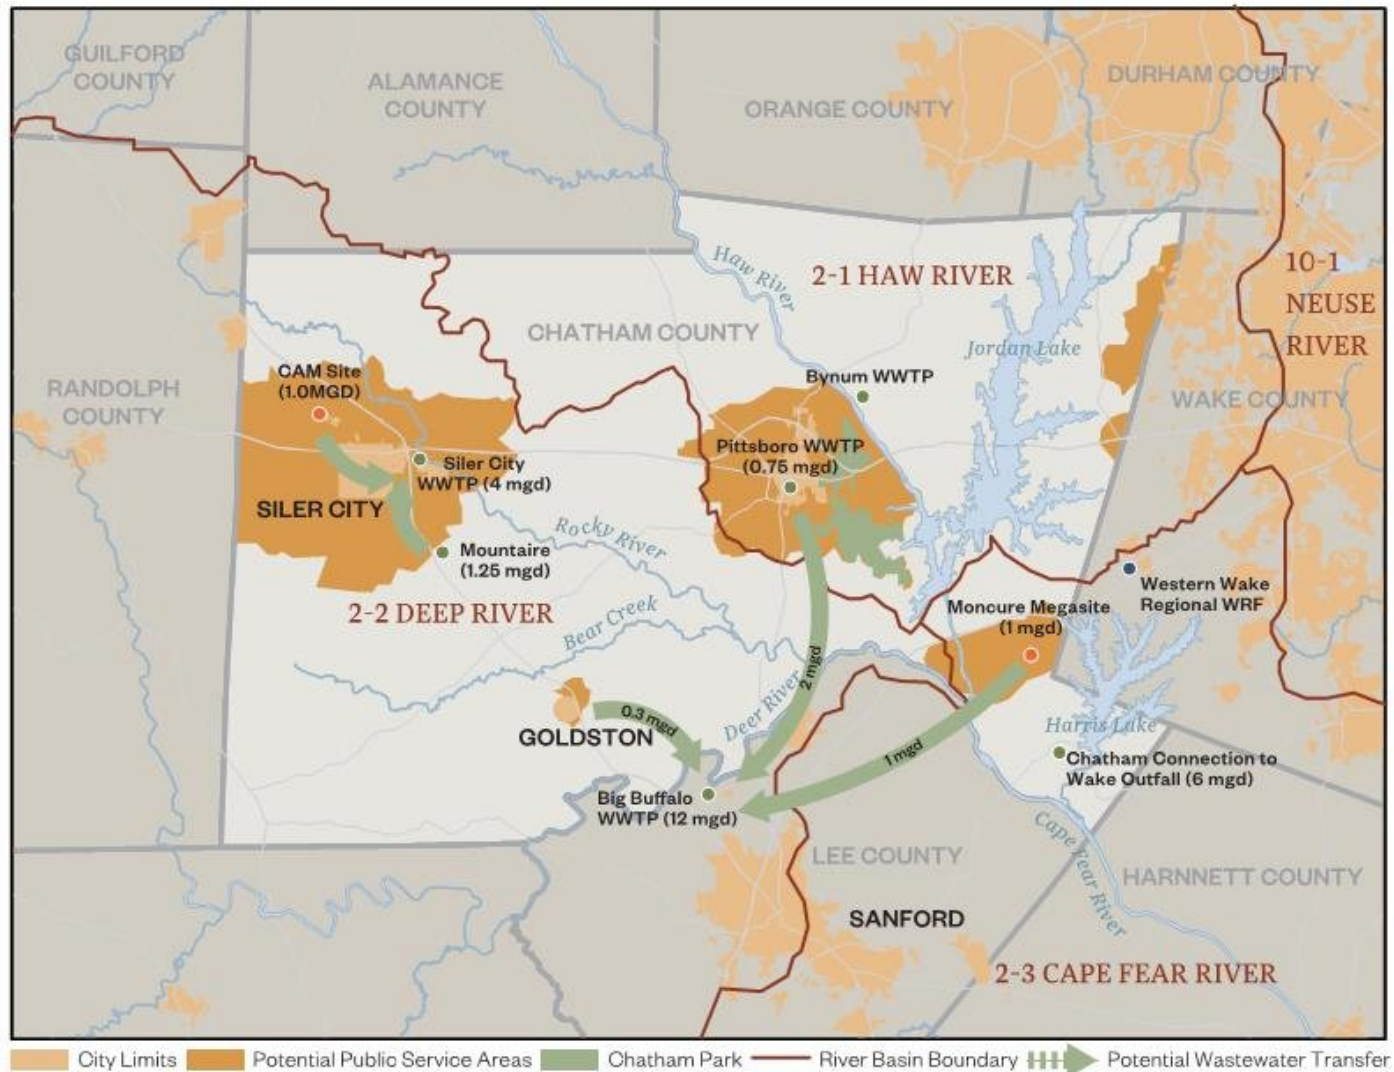 GUILFORD
COUNTY
ALAMANCE
COUNTY
ORANGE COUNTY
DURHAM COUNTY
Haw River
2-1 HAW RIVER
10-1
NEUSE
RIVER
CHATHAM COUNTY
Jordan Lake
RANDOLPH
COUNTY
CAM Site
(1.0MGD)
Bynum WWTP
WAKE COUNTY
Pittsboro WWTP
(0.75 mgd)
Siler City
WWTP (4 mgd)
SILER CITY
Rocky River
Mountaire
(1.25 mgd)
Western Wake
Regional WRF
2-2 DEEP RIVER
Bear Creek
Moncure Megasite
(1 mgd)
2 mgd
Deer River
0.3 mgd
GOLDSTON
1 mgd
Harris Lake
Chatham Connection to
Wake Outfall (6 mgd)
Big Buffalo
WWTP (12 mgd)
Cape Fear River
LEE COUNTY
HARNNETT COUNTY
SANFORD
2-3 CAPE FEAR RIVER
City Limits
Potential Public Service Areas
Chatham Park
River Basin Boundary
Potential Wastewater Transfer